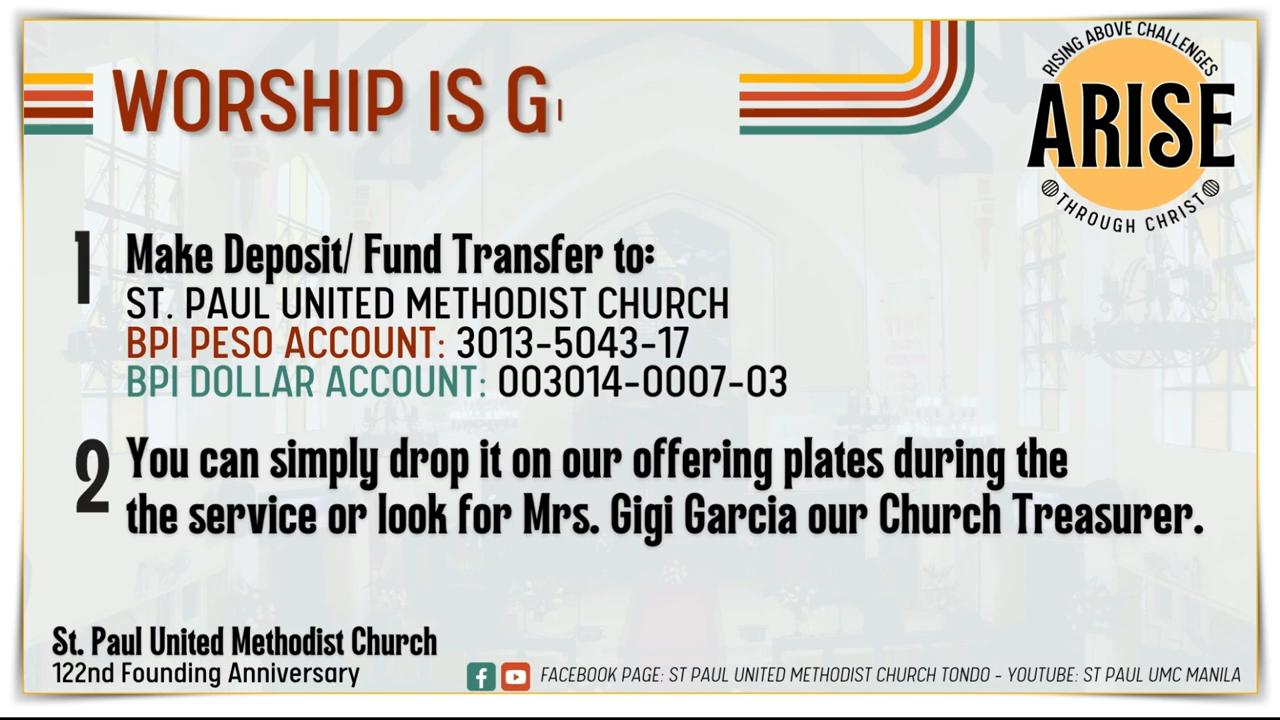 WORSHIP IS G
RISING ABOVE CHALLENGES
ARISE
THROUGH CHRIST
1 Make Deposit/ Fund Transfer to:
ST. PAUL UNITED METHODIST CHURCH
BPI PESO ACCOUNT: 3013-5043-17
BPI DOLLAR ACCOUNT: 003014-0007-03
2 You can simply drop it on our offering plates during the
the service or look for Mrs. Gigi Garcia our Church Treasurer.
St. Paul United Methodist Church
122nd Founding Anniversary
FACEBOOK PAGE: ST PAUL UNITED METHODIST CHURCH TONDO - YOUTUBE: ST PAUL UMC MANILA